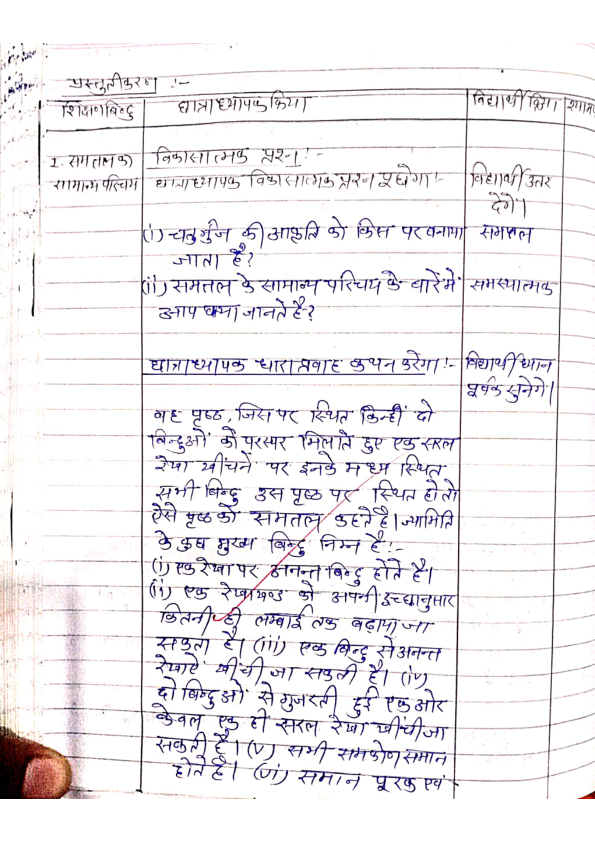 प्रस्तुतीकरण :-
शिक्षणबिन्दु | छात्राध्यापक क्रिया | विद्यार्थी क्रिया
1. समतल का सामान्य परिचय
विकासात्मक प्रश्न :-
छात्राध्यापक विकासात्मक प्रश्न पूछेगा :- विद्यार्थी उत्तर देंगे।
(i) चतुर्भुज की आकृति को किस पर बनाया समतल
जाता है?
(ii) समतल के सामान्य परिचय के बारें में समस्यात्मक
आप क्या जानते है?
छात्राध्यापक धाराप्रवाह कथन करेगा :- विद्यार्थी ध्यान पूर्वक सुनेगे।
वह पृष्ठ, जिस पर स्थित किन्हीं दो
बिन्दुओं को परस्पर मिलाते हुए एक सरल
रेखा खींचनें पर इनके मध्य स्थित
सभी बिन्दु उस पृष्ठ पर स्थित हो तो
ऐसे पृष्ठ को समतल कहते है। ज्यामिति
के कुछ मुख्य बिन्दु निम्न है :-
(i) एक रेखा पर अनन्त बिन्दु होते है।
(ii) एक रेखाखण्ड को अपनी इच्छानुसार
कितनी ही लम्बाई तक बढ़ाया जा
सकता है। (iii) एक बिन्दु से अनन्त
रेखाऐं खींची जा सकती है। (iv)
दो बिन्दुओं से गुजरती हुई एक ओर
केवल एक ही सरल रेखा खींची जा
सकती है। (v) सभी समकोण समान
होते है। (vi) समान पूरक एवं